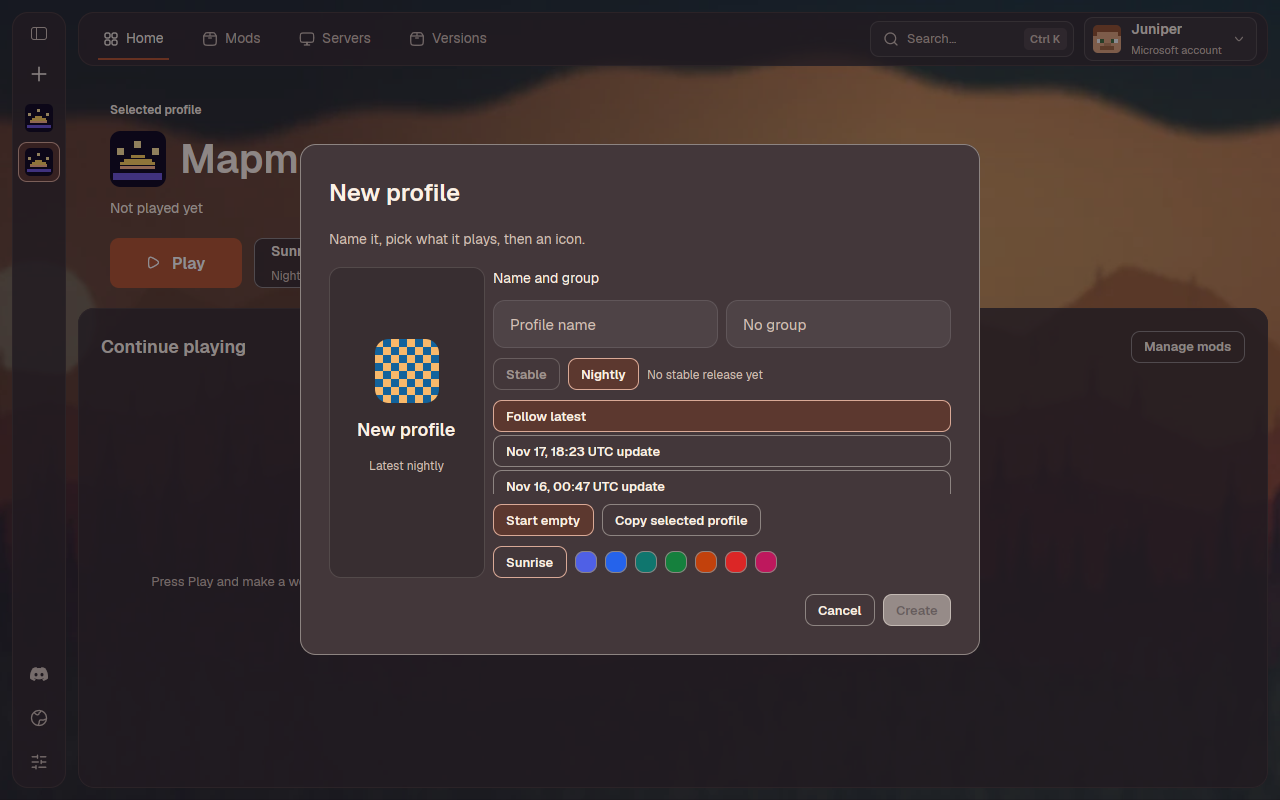 Home
Mods
Servers
Versions
Search...
Ctrl K
Juniper
Microsoft account
Selected profile
Not played yet
Play
Continue playing
Manage mods
New profile
Name it, pick what it plays, then an icon.
New profile
Latest nightly
Name and group
Profile name
No group
Stable
Nightly
No stable release yet
Follow latest
Nov 17, 18:23 UTC update
Nov 16, 00:47 UTC update
Start empty
Copy selected profile
Sunrise
Cancel
Create
Press Play and make a